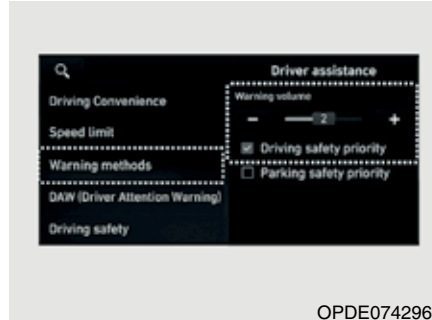 Driver assistance
Driving Convenience
Speed limit
Warning methods
DAW (Driver Attention Warning)
Driving safety
Warning volume
- 2 +
Driving safety priority
Parking safety priority
OPDE074296